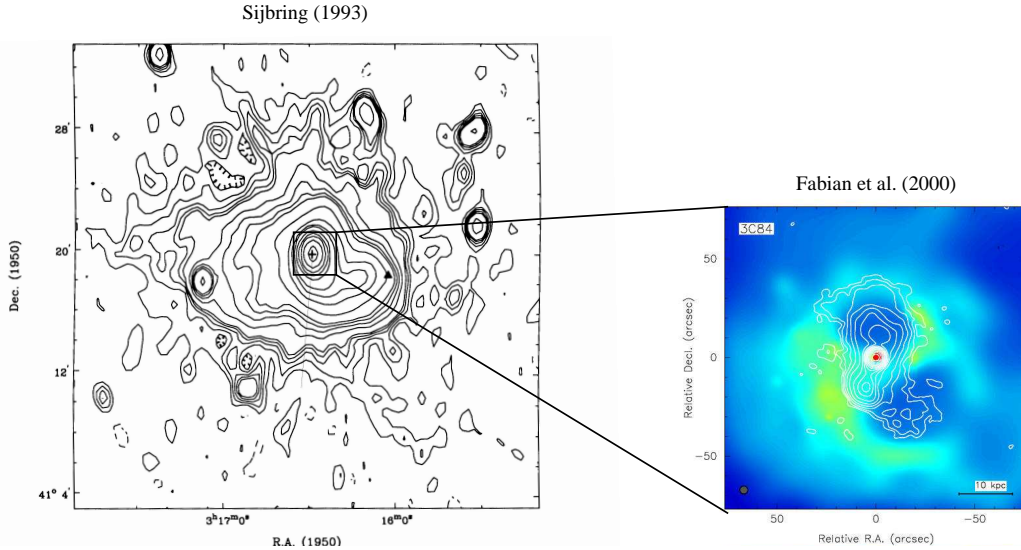 Sijbring (1993)
28'
20'
12'
41° 4'
Dec. (1950)
3ʰ17ᵐ0ˢ
16ᵐ0ˢ
R.A. (1950)
Fabian et al. (2000)
3C84
50
0
−50
Relative Decl. (arcsec)
10 kpc
50
0
−50
Relative R.A. (arcsec)